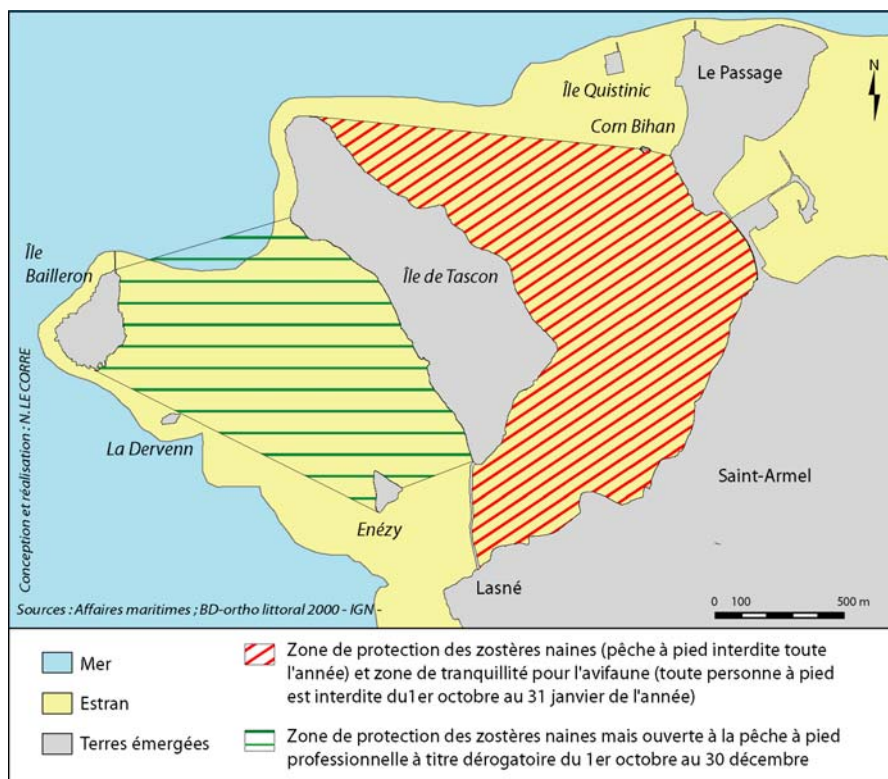 Le Passage
N
Île Quistinic
Corn Bihan
Île
Bailleron
Île de Tascon
La Dervenn
Enézy
Saint-Armel
Lasné
Conception et réalisation : N.LE CORRE
Sources : Affaires maritimes ; BD-ortho littoral 2000 - IGN -
0 100 500 m
Mer
Estran
Terres émergées
Zone de protection des zostères naines (pêche à pied interdite toute
l'année) et zone de tranquillité pour l'avifaune (toute personne à pied
est interdite du1er octobre au 31 janvier de l'année)
Zone de protection des zostères naines mais ouverte à la pêche à pied
professionnelle à titre dérogatoire du 1er octobre au 30 décembre